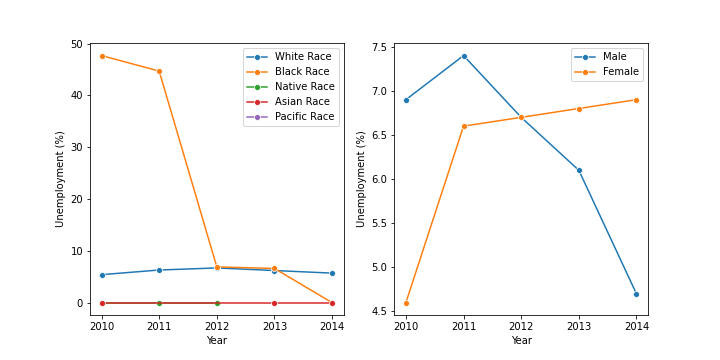 50
40
30
20
10
0
Unemployment (%)
2010 2011 2012 2013 2014
Year
White Race
Black Race
Native Race
Asian Race
Pacific Race
7.5
7.0
6.5
6.0
5.5
5.0
4.5
Unemployment (%)
2010 2011 2012 2013 2014
Year
Male
Female